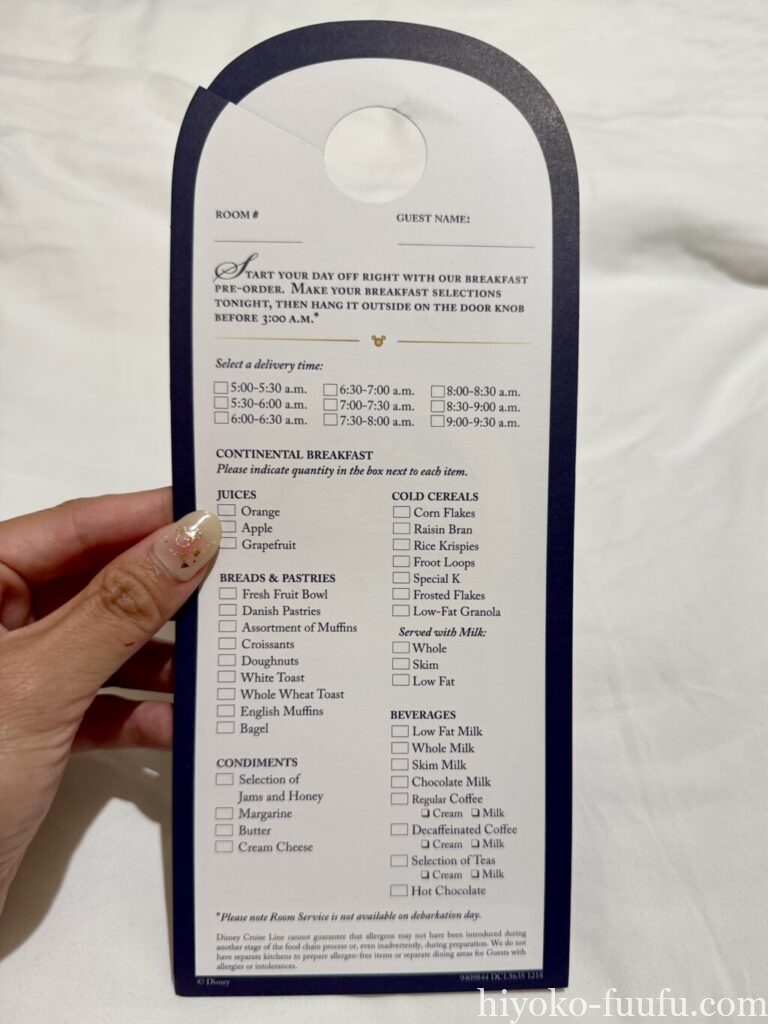 ROOM #
GUEST NAME:
START YOUR DAY OFF RIGHT WITH OUR BREAKFAST
PRE-ORDER. MAKE YOUR BREAKFAST SELECTIONS
TONIGHT, THEN HANG IT OUTSIDE ON THE DOOR KNOB
BEFORE 3:00 A.M.*
Select a delivery time:
5:00-5:30 a.m. 6:30-7:00 a.m. 8:00-8:30 a.m.
5:30-6:00 a.m. 7:00-7:30 a.m. 8:30-9:00 a.m.
6:00-6:30 a.m. 7:30-8:00 a.m. 9:00-9:30 a.m.
CONTINENTAL BREAKFAST
Please indicate quantity in the box next to each item.
JUICES
Orange
Apple
Grapefruit
BREADS & PASTRIES
Fresh Fruit Bowl
Danish Pastries
Assortment of Muffins
Croissants
Doughnuts
White Toast
Whole Wheat Toast
English Muffins
Bagel
CONDIMENTS
Selection of
Jams and Honey
Margarine
Butter
Cream Cheese
COLD CEREALS
Corn Flakes
Raisin Bran
Rice Krispies
Froot Loops
Special K
Frosted Flakes
Low-Fat Granola
Served with Milk:
Whole
Skim
Low Fat
BEVERAGES
Low Fat Milk
Whole Milk
Skim Milk
Chocolate Milk
Regular Coffee
Cream Milk
Decaffeinated Coffee
Cream Milk
Selection of Teas
Cream Milk
Hot Chocolate
*Please note Room Service is not available on debarkation day.
Disney Cruise Line cannot guarantee that allergens may not have been introduced during
another stage of the food chain process or, even inadvertently, during preparation. We do not
have separate kitchens to prepare allergen-free items or separate dining areas for Guests with
allergies or intolerances.
© Disney
9409844 DCL5635 1218
hiyoko-fuufu.com